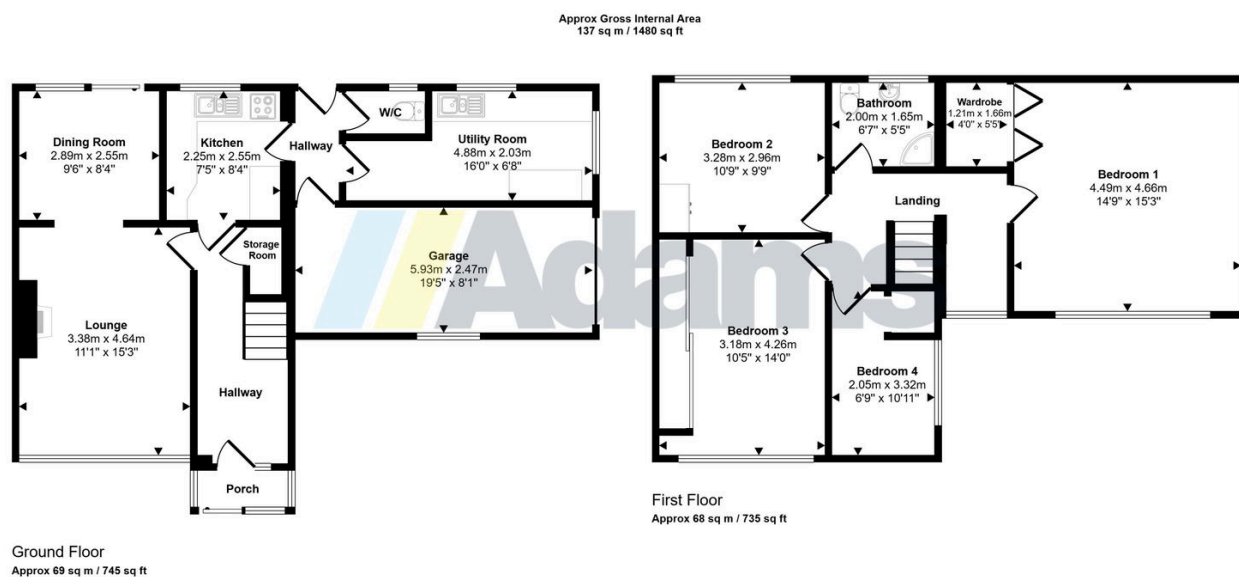 Approx Gross Internal Area
137 sq m / 1480 sq ft
Dining Room
2.89m x 2.55m
9'6" x 8'4"
Kitchen
2.25m x 2.55m
7'5" x 8'4"
Hallway
W/C
Utility Room
4.88m x 2.03m
16'0" x 6'8"
Storage
Room
Garage
5.93m x 2.47m
19'5" x 8'1"
Lounge
3.38m x 4.64m
11'1" x 15'3"
Hallway
Porch
Ground Floor
Approx 69 sq m / 745 sq ft
Adams
Bedroom 2
3.28m x 2.96m
10'9" x 9'9"
Bathroom
2.00m x 1.65m
6'7" x 5'5"
Wardrobe
1.21m x 1.66m
4'0" x 5'5"
Bedroom 1
4.49m x 4.66m
14'9" x 15'3"
Landing
Bedroom 3
3.18m x 4.26m
10'5" x 14'0"
Bedroom 4
2.05m x 3.32m
6'9" x 10'11"
First Floor
Approx 68 sq m / 735 sq ft